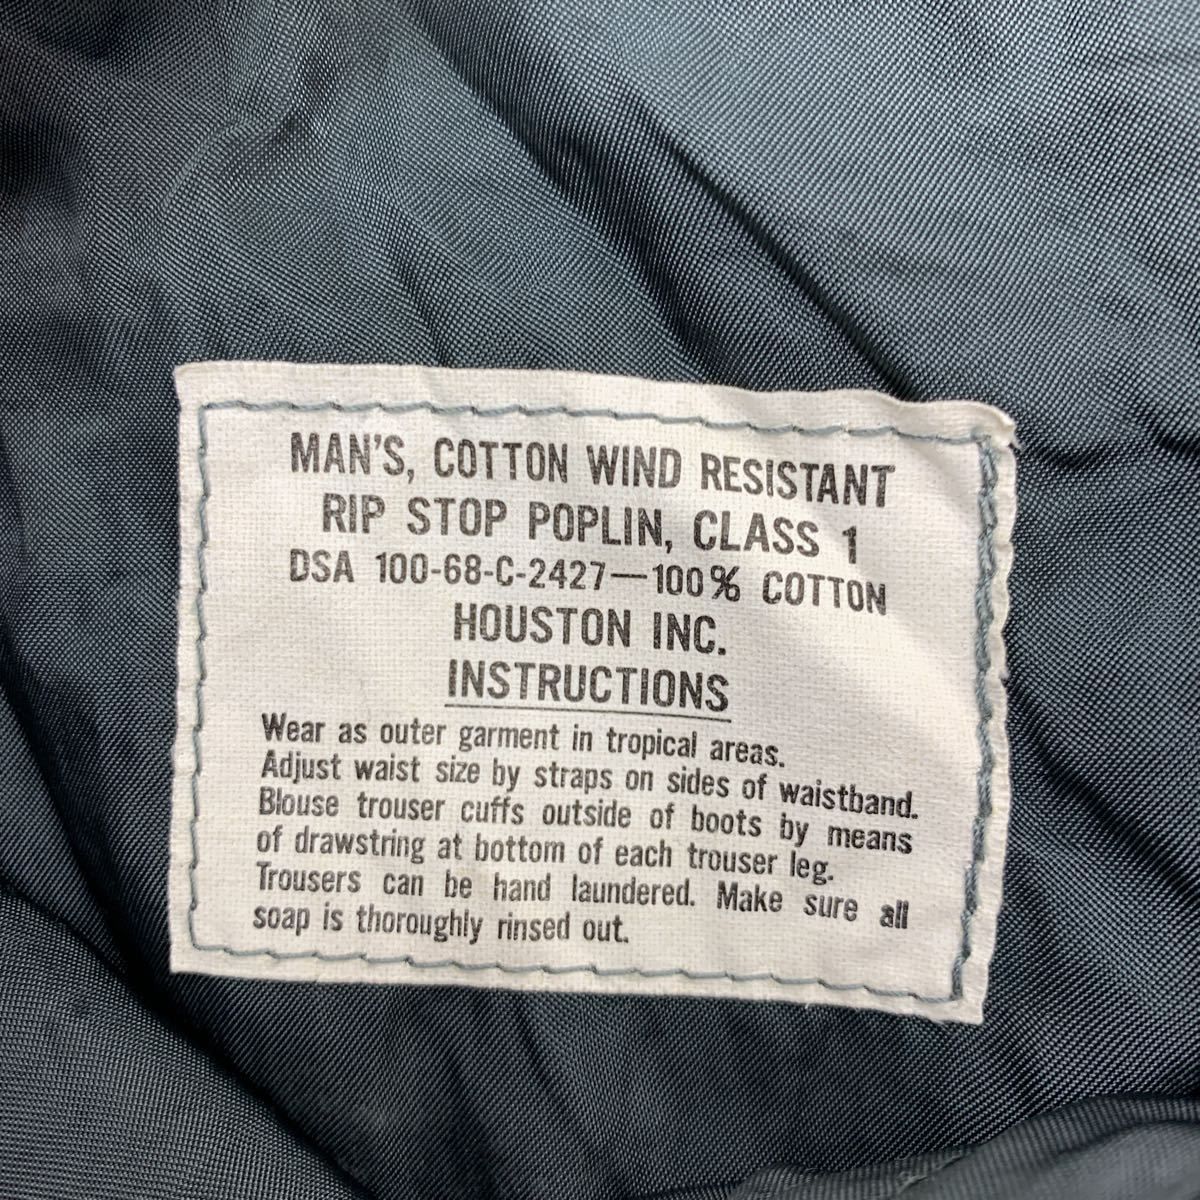 MAN'S, COTTON WIND RESISTANT
RIP STOP POPLIN, CLASS 1
DSA 100-68-C-2427—100% COTTON
HOUSTON INC.
INSTRUCTIONS
Wear as outer garment in tropical areas.
Adjust waist size by straps on sides of waistband.
Blouse trouser cuffs outside of boots by means
of drawstring at bottom of each trouser leg.
Trousers can be hand laundered. Make sure all
soap is thoroughly rinsed out.